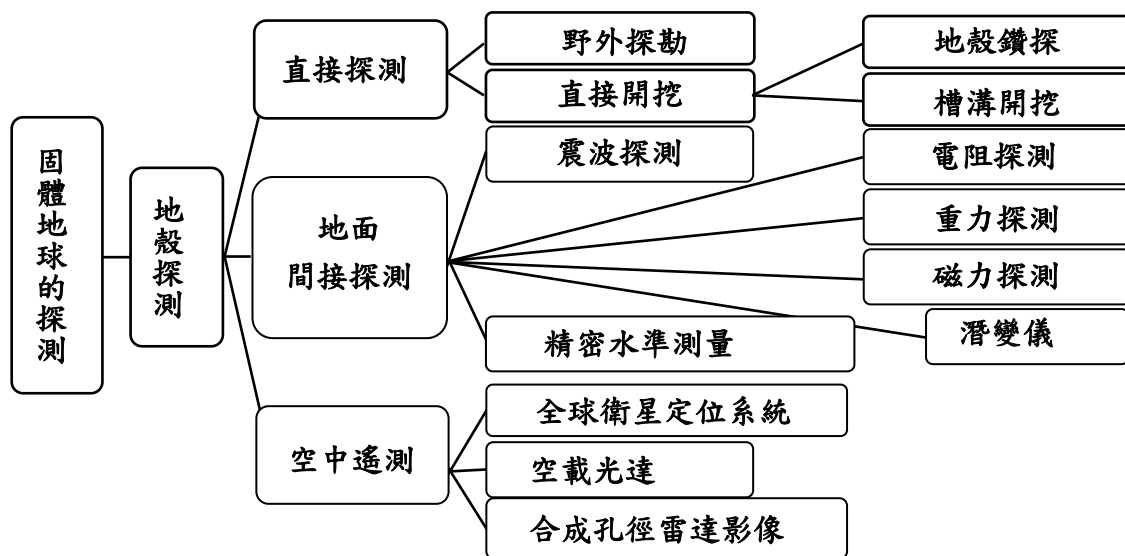 固體地球的探測
地殼探測
直接探測
野外探勘
直接開挖
地殼鑽探
槽溝開挖
地面
間接探測
震波探測
電阻探測
重力探測
磁力探測
潛變儀
精密水準測量
空中遙測
全球衛星定位系統
空載光達
合成孔徑雷達影像